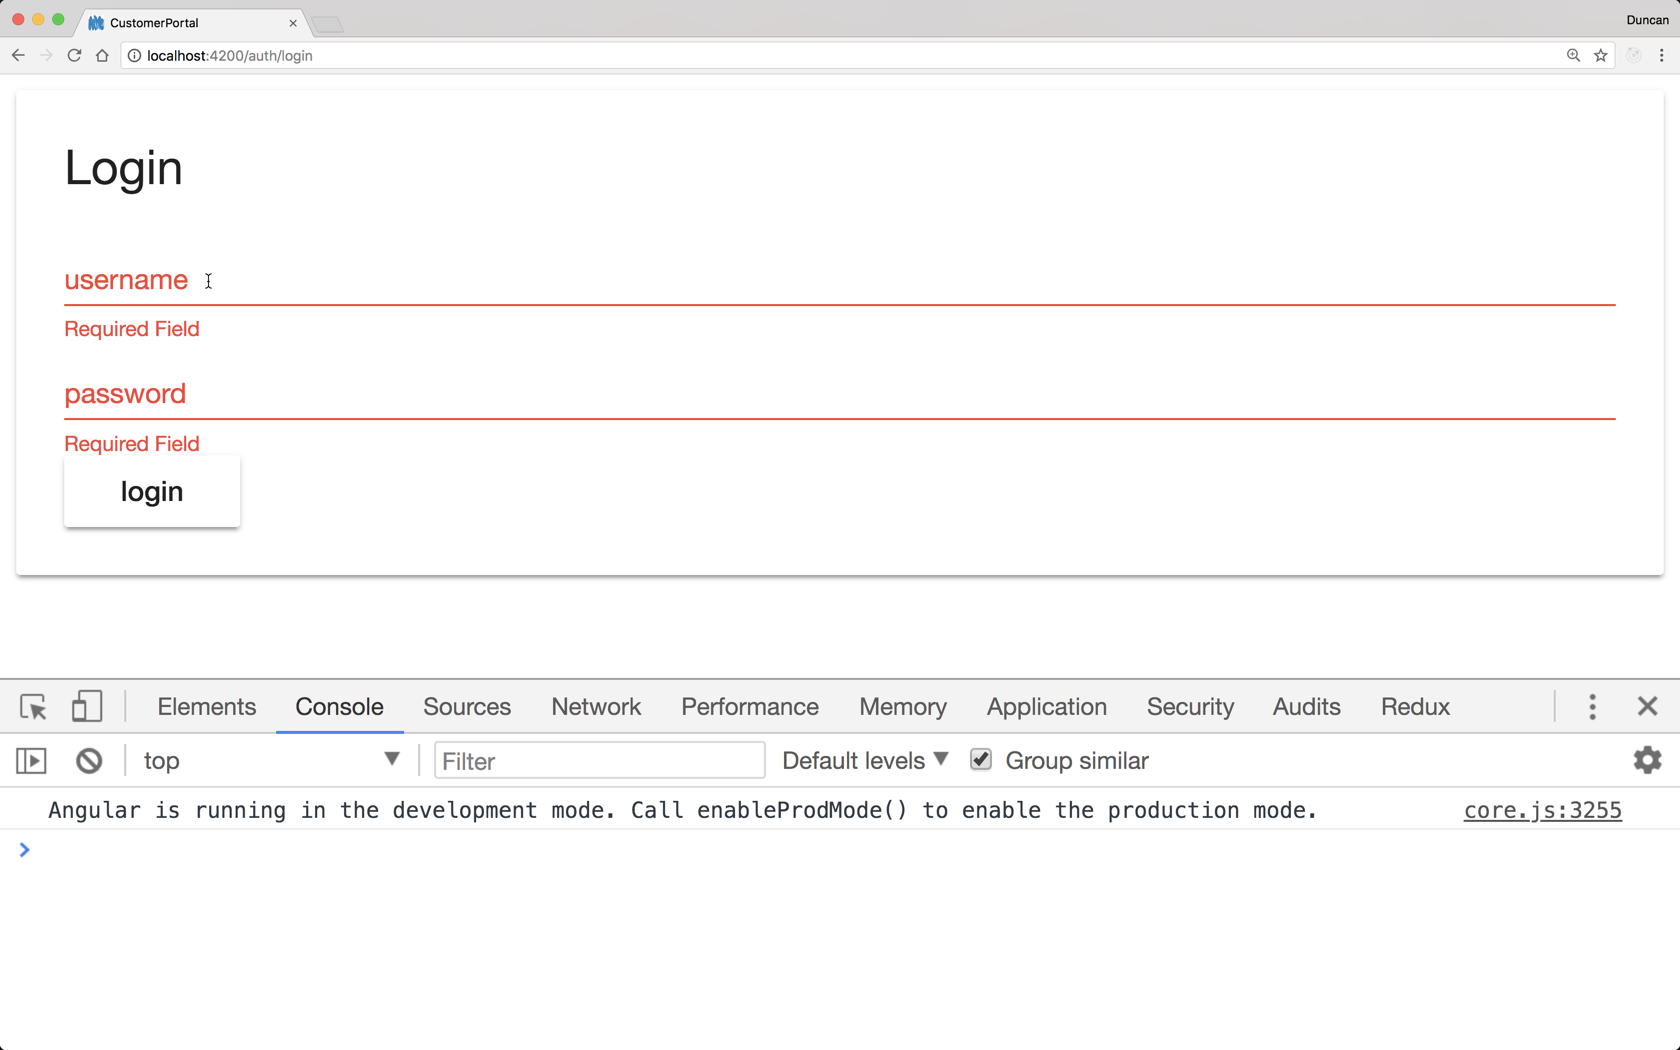 CustomerPortal
Duncan
localhost:4200/auth/login
Login
username
Required Field
password
Required Field
login
Elements Console Sources Network Performance Memory Application Security Audits Redux
top Filter Default levels Group similar
Angular is running in the development mode. Call enableProdMode() to enable the production mode. core.js:3255